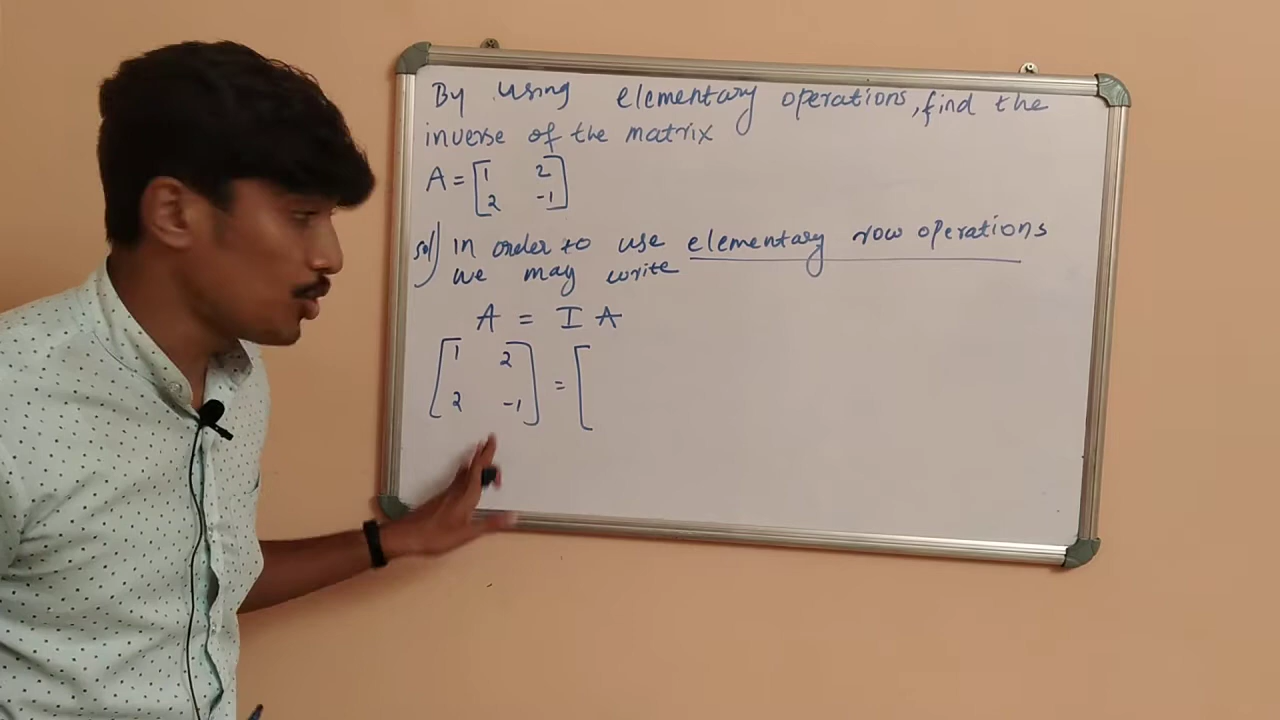 By using elementary operations, find the
inverse of the matrix
A = [1 2
2 -1]
sol) in order to use elementary row operations
we may write
A = I A
[1 2
2 -1] = [